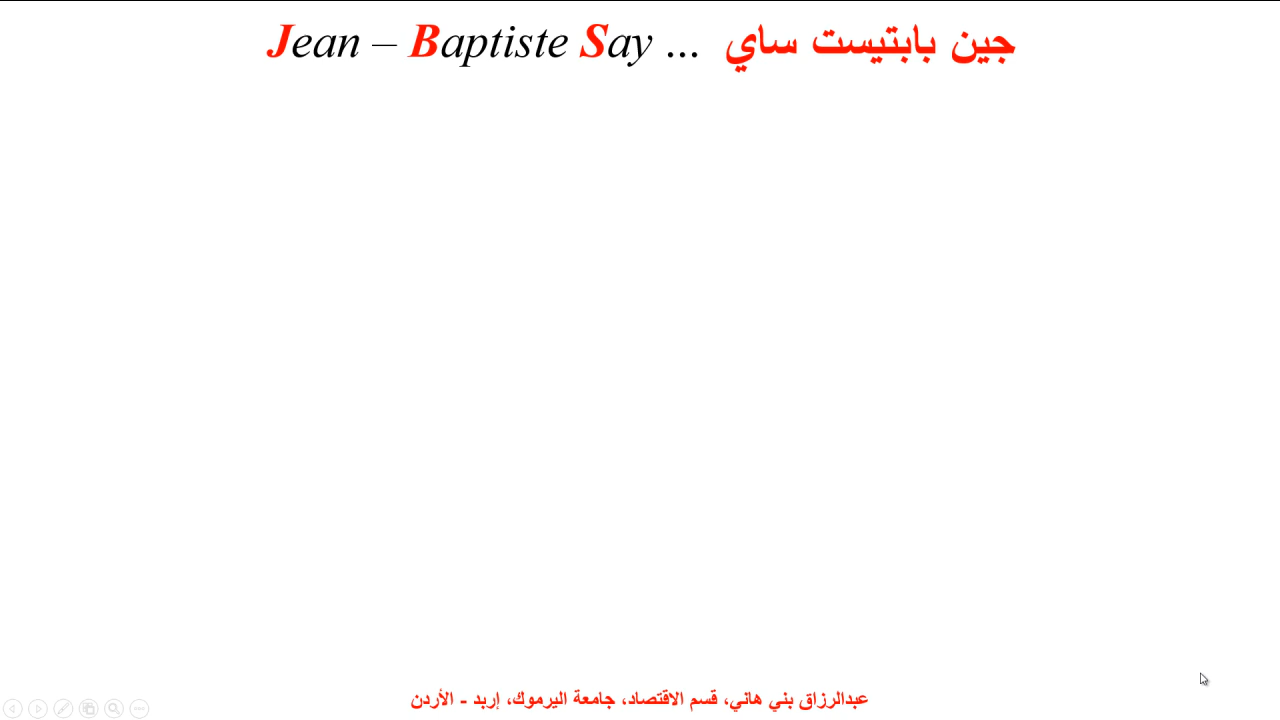 Jean – Baptiste Say ... جين بابتيست ساي
عبدالرزاق بني هاني، قسم الاقتصاد، جامعة اليرموك، إربد - الأردن